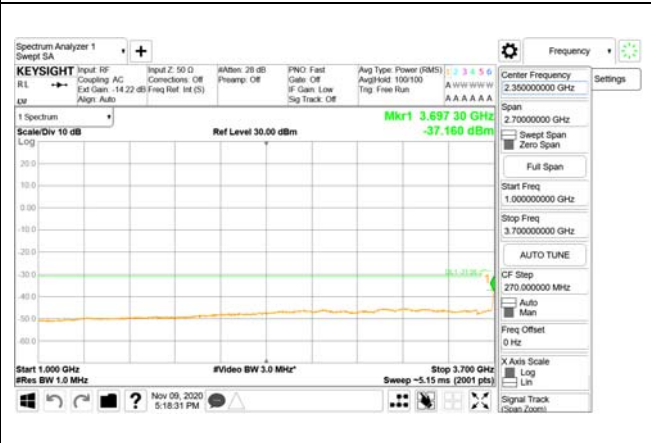 Spectrum Analyzer 1
Swept SA
Frequency
KEYSIGHT
R L
Input: RF
Coupling: AC
Ext Gain: -14.22 dB
Align: Auto
Input Z: 50 Ω
Corrections: Off
Freq Ref: Int (S)
#Atten: 28 dB
Preamp: Off
PNO: Fast
Gate: Off
IF Gain: Low
Sig Track: Off
Avg Type: Power (RMS)
Avg|Hold: 100/100
Trig: Free Run
1 2 3 4 5 6
A W W W W W
A A A A A A
1 Spectrum
Scale/Div 10 dB
Ref Level 30.00 dBm
Mkr1 3.697 30 GHz
-37.160 dBm
Log
20.0
10.0
0.00
-10.0
-20.0
-30.0
-40.0
-50.0
-60.0
1
Start 1.000 GHz
#Video BW 3.0 MHz*
Stop 3.700 GHz
#Res BW 1.0 MHz
Sweep ~5.15 ms (2001 pts)
Nov 09, 2020
5:18:31 PM
Center Frequency
2.350000000 GHz
Settings
Span
2.70000000 GHz
Swept Span
Zero Span
Full Span
Start Freq
1.000000000 GHz
Stop Freq
3.700000000 GHz
AUTO TUNE
CF Step
270.000000 MHz
Auto
Man
Freq Offset
0 Hz
X Axis Scale
Log
Lin
Signal Track
(Span Zoom)